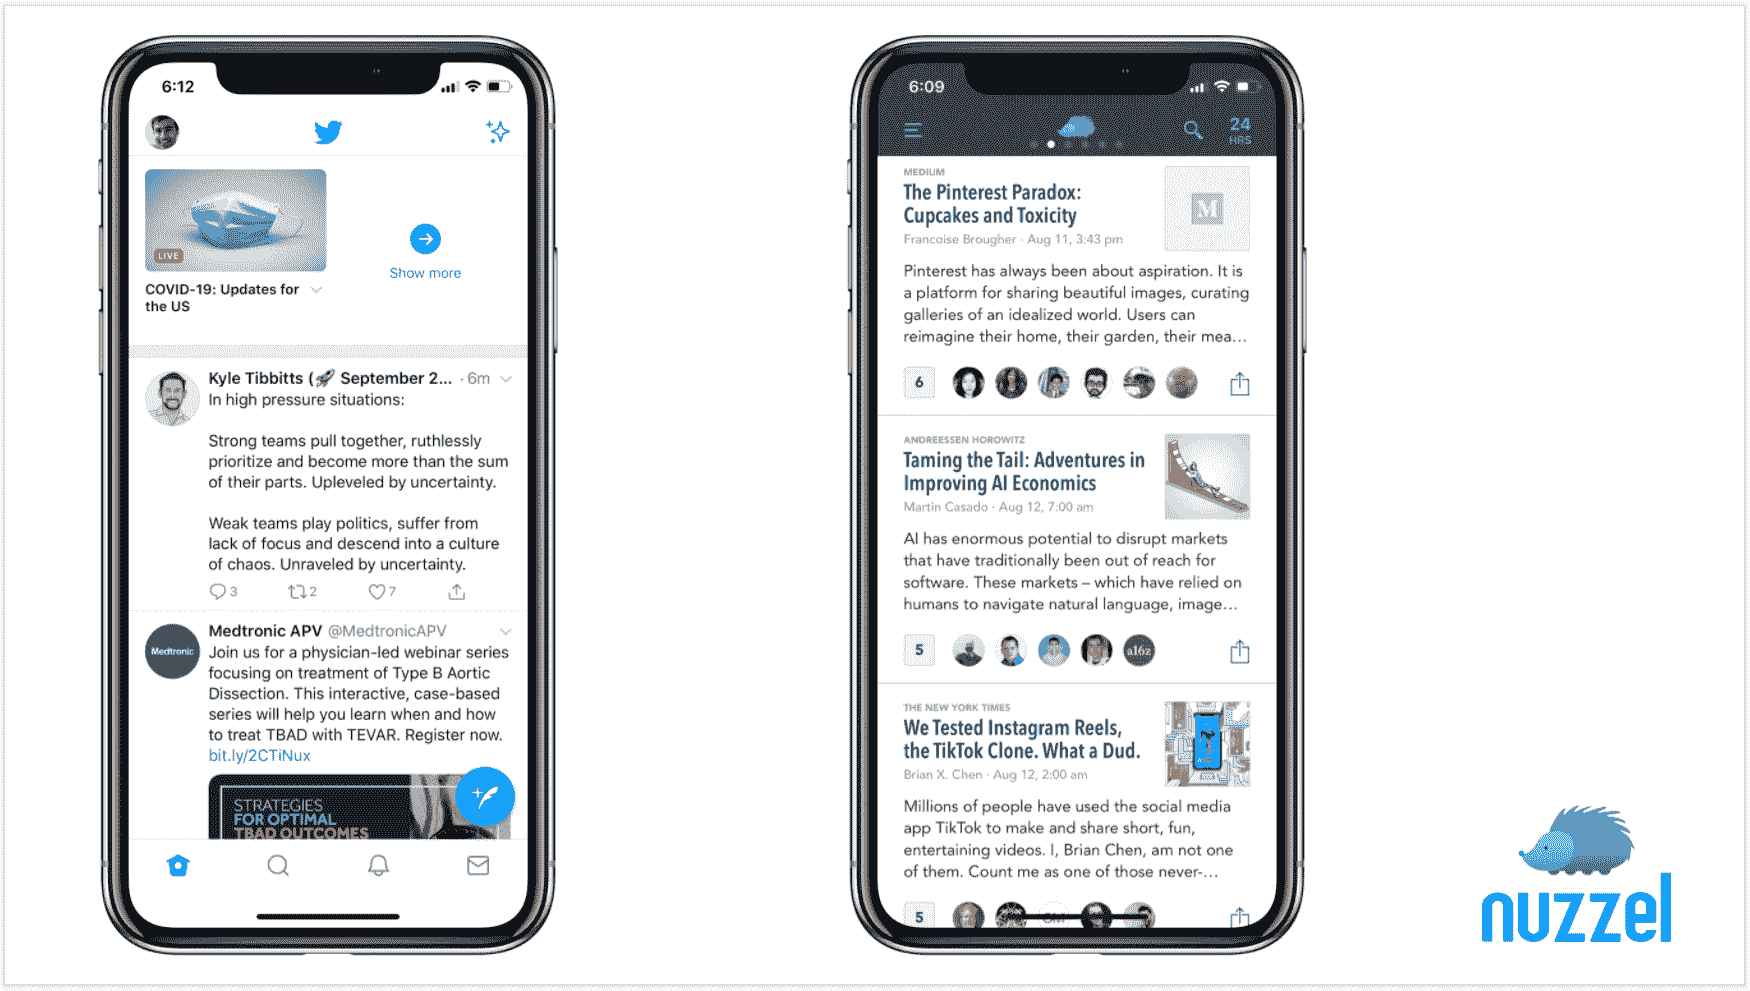 6:12
LIVE
COVID-19: Updates for
the US
Show more
Kyle Tibbitts (🚀 September 2... · 6m
In high pressure situations:
Strong teams pull together, ruthlessly
prioritize and become more than the sum
of their parts. Upleveled by uncertainty.
Weak teams play politics, suffer from
lack of focus and descend into a culture
of chaos. Unraveled by uncertainty.
3 2 7
Medtronic
Medtronic APV @MedtronicAPV
Join us for a physician-led webinar series
focusing on treatment of Type B Aortic
Dissection. This interactive, case-based
series will help you learn when and how
to treat TBAD with TEVAR. Register now.
bit.ly/2CTiNux
STRATEGIES
FOR OPTIMAL
TBAD OUTCOMES
6:09
24
HRS
MEDIUM
The Pinterest Paradox:
Cupcakes and Toxicity
Francoise Brougher · Aug 11, 3:43 pm
M
Pinterest has always been about aspiration. It is
a platform for sharing beautiful images, curating
galleries of an idealized world. Users can
reimagine their home, their garden, their mea...
6
ANDREESSEN HOROWITZ
Taming the Tail: Adventures in
Improving AI Economics
Martin Casado · Aug 12, 7:00 am
AI has enormous potential to disrupt markets
that have traditionally been out of reach for
software. These markets – which have relied on
humans to navigate natural language, image...
5
a16z
THE NEW YORK TIMES
We Tested Instagram Reels,
the TikTok Clone. What a Dud.
Brian X. Chen · Aug 12, 2:00 am
Millions of people have used the social media
app TikTok to make and share short, fun,
entertaining videos. I, Brian Chen, am not one
of them. Count me as one of those never-...
5
nuzzel